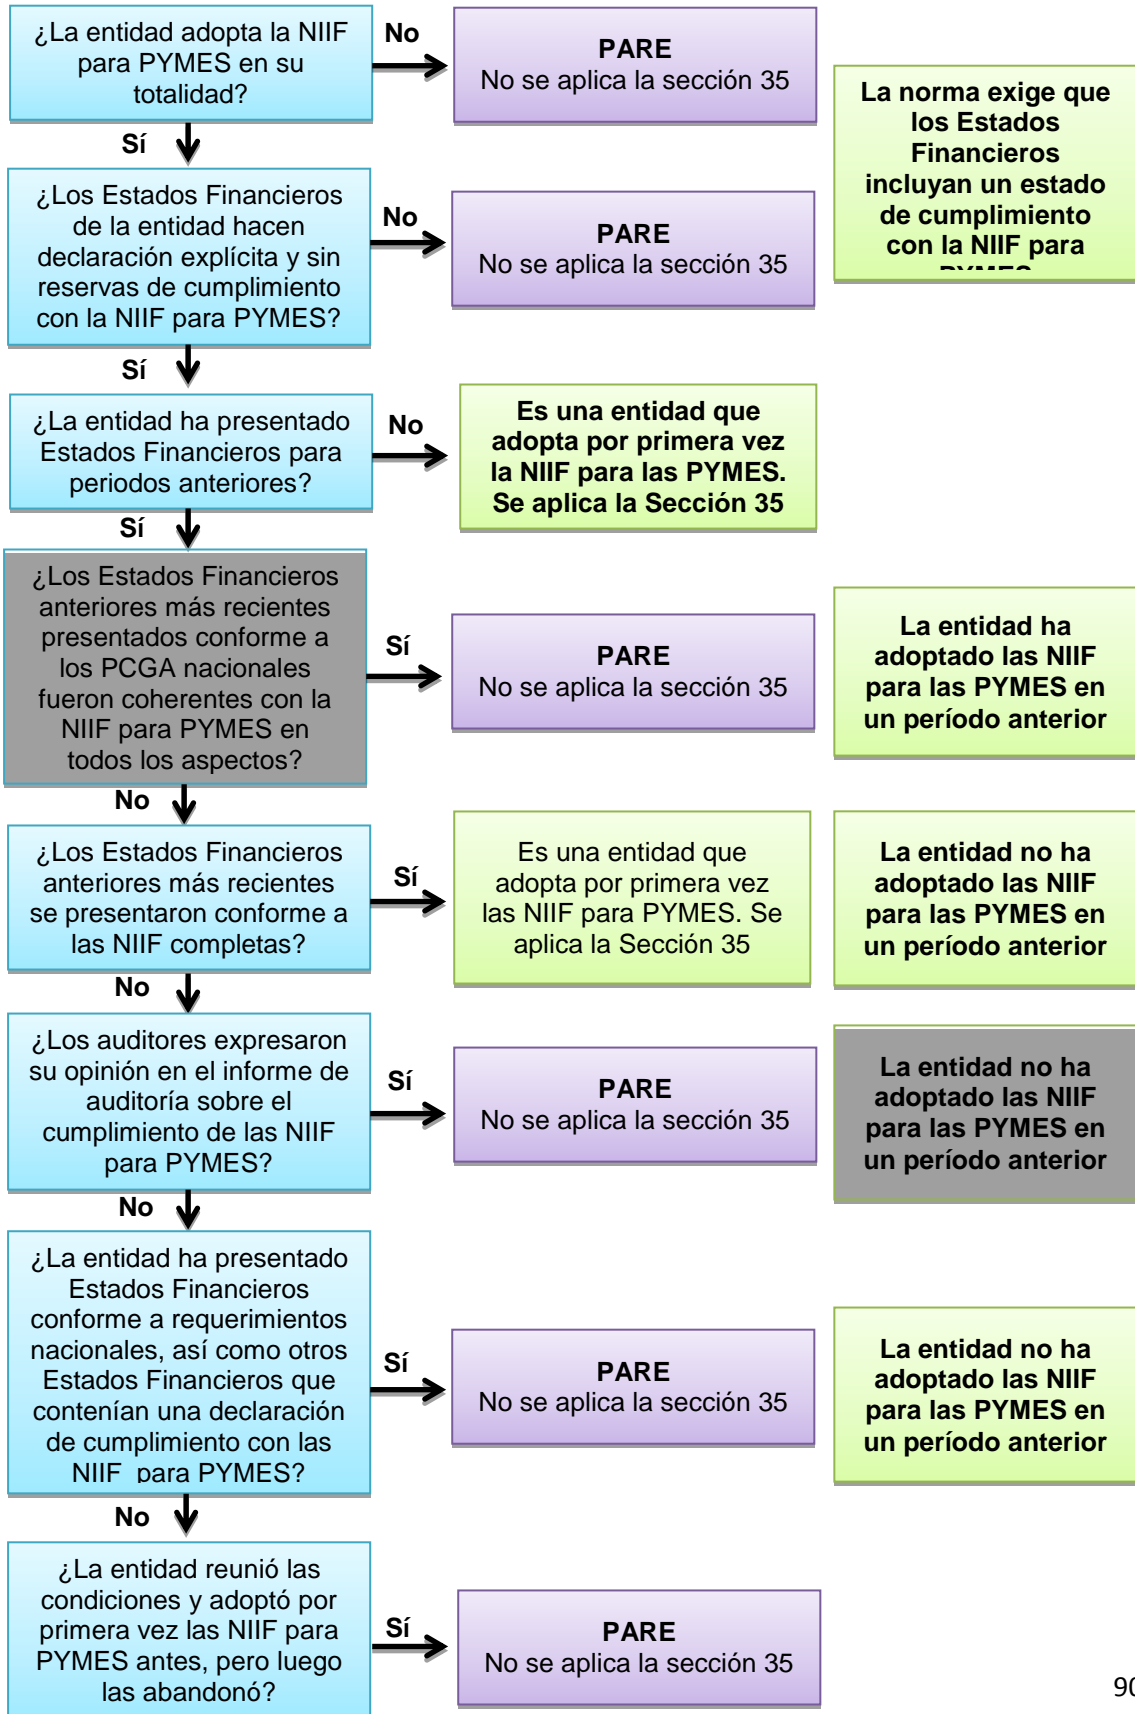 ¿La entidad adopta la NIIF
para PYMES en su
totalidad?
No
PARE
No se aplica la sección 35
La norma exige que
los Estados
Financieros
incluyan un estado
de cumplimiento
con la NIIF para
PYMES
Sí
¿Los Estados Financieros
de la entidad hacen
declaración explícita y sin
reservas de cumplimiento
con la NIIF para PYMES?
No
PARE
No se aplica la sección 35
Sí
¿La entidad ha presentado
Estados Financieros para
periodos anteriores?
No
Es una entidad que
adopta por primera vez
la NIIF para las PYMES.
Se aplica la Sección 35
Sí
¿Los Estados Financieros
anteriores más recientes
presentados conforme a
los PCGA nacionales
fueron coherentes con la
NIIF para PYMES en
todos los aspectos?
Sí
PARE
No se aplica la sección 35
La entidad ha
adoptado las NIIF
para las PYMES en
un período anterior
No
¿Los Estados Financieros
anteriores más recientes
se presentaron conforme a
las NIIF completas?
Sí
Es una entidad que
adopta por primera vez
las NIIF para PYMES. Se
aplica la Sección 35
La entidad no ha
adoptado las NIIF
para las PYMES en
un período anterior
No
¿Los auditores expresaron
su opinión en el informe de
auditoría sobre el
cumplimiento de las NIIF
para PYMES?
Sí
PARE
No se aplica la sección 35
La entidad no ha
adoptado las NIIF
para las PYMES en
un período anterior
No
¿La entidad ha presentado
Estados Financieros
conforme a requerimientos
nacionales, así como otros
Estados Financieros que
contenían una declaración
de cumplimiento con las
NIIF para PYMES?
Sí
PARE
No se aplica la sección 35
La entidad no ha
adoptado las NIIF
para las PYMES en
un período anterior
No
¿La entidad reunió las
condiciones y adoptó por
primera vez las NIIF para
PYMES antes, pero luego
las abandonó?
Sí
PARE
No se aplica la sección 35
90